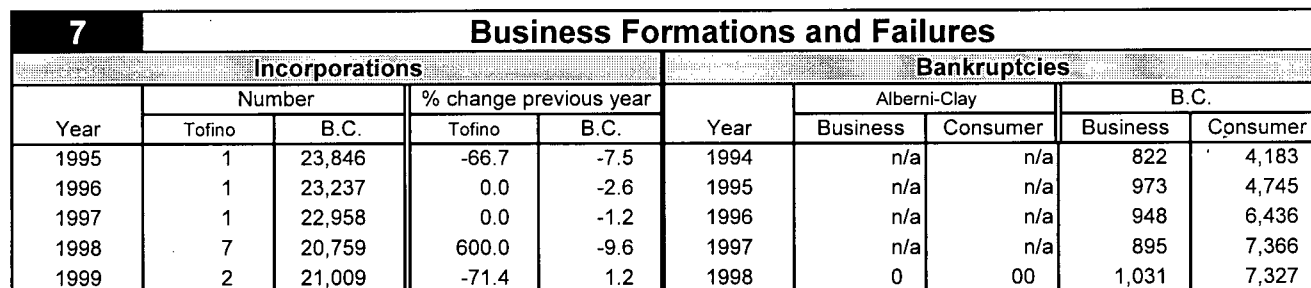 7 Business Formations and Failures
Incorporations Bankruptcies
Number % change previous year Alberni-Clay B.C.
Year Tofino B.C. Tofino B.C. Year Business Consumer Business Consumer
1995 1 23,846 -66.7 -7.5 1994 n/a n/a 822 4,183
1996 1 23,237 0.0 -2.6 1995 n/a n/a 973 4,745
1997 1 22,958 0.0 -1.2 1996 n/a n/a 948 6,436
1998 7 20,759 600.0 -9.6 1997 n/a n/a 895 7,366
1999 2 21,009 -71.4 1.2 1998 0 00 1,031 7,327